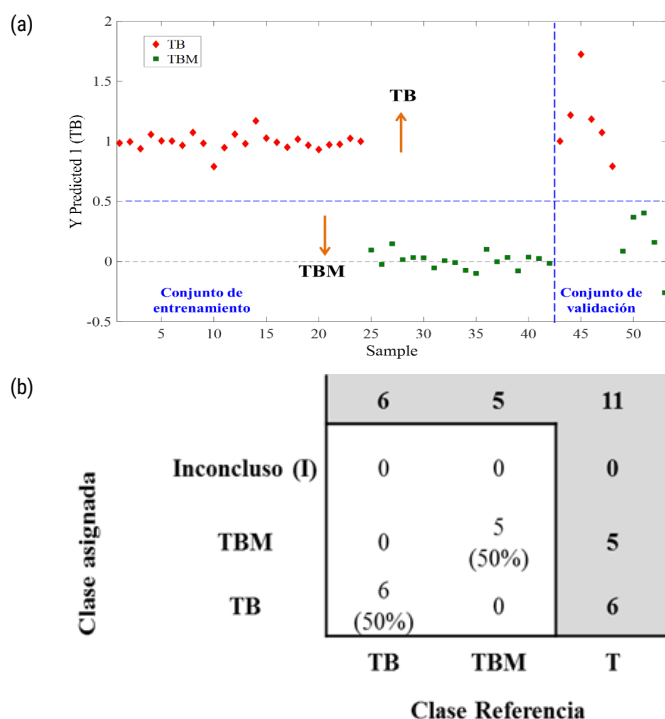 (a)
2
TB
TBM
1.5
TB
1
Y Predicted 1 (TB)
0.5
TBM
0
Conjunto de
entrenamiento
Conjunto de
validación
-0.5
5
10
15
20
25
30
35
40
45
50
Sample
(b)
6
5
11
Inconcluso (I)
0
0
0
Clase asignada
TBM
0
5
(50%)
5
TB
6
(50%)
0
6
TB
TBM
T
Clase Referencia